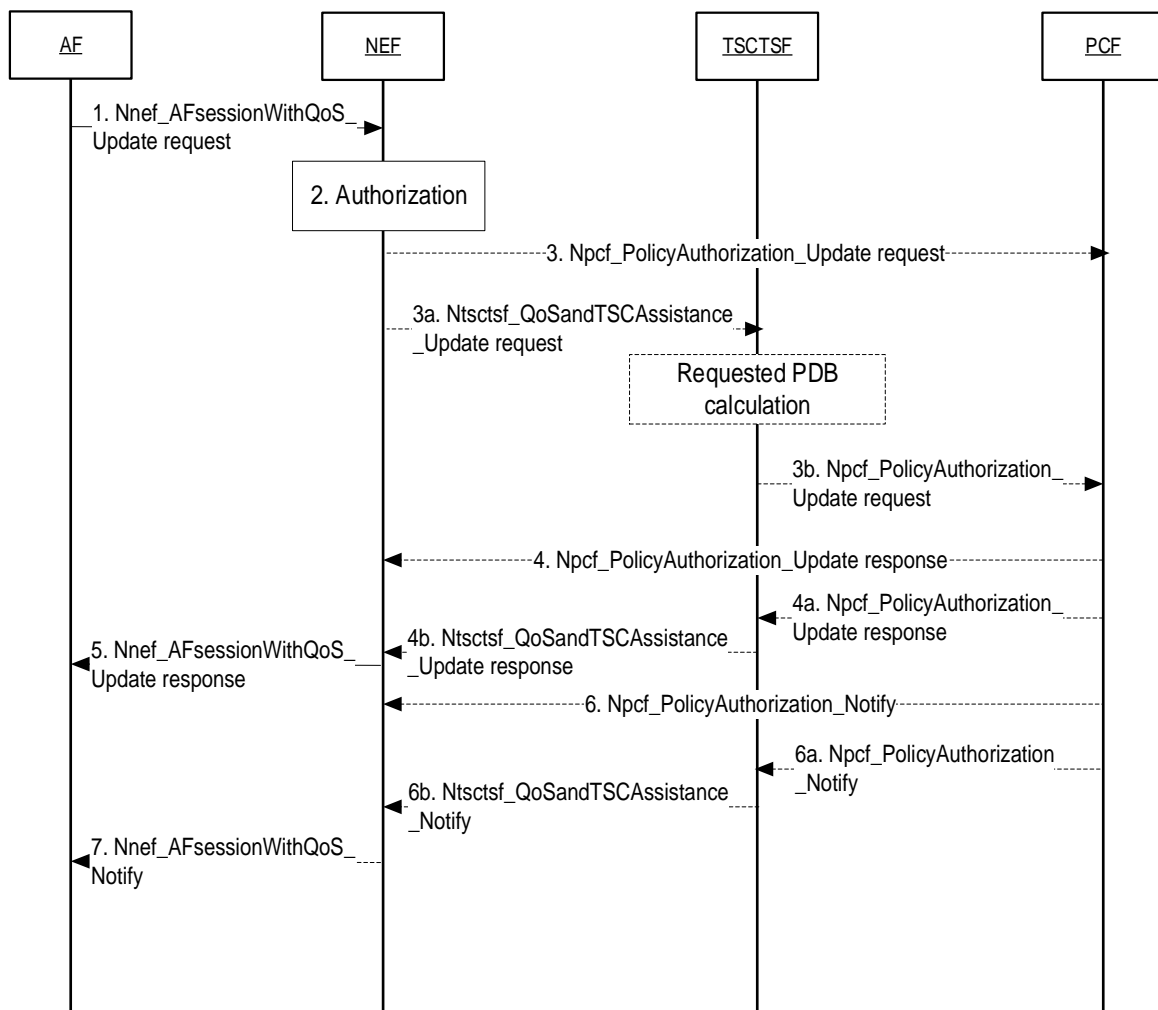 AF
NEF
TSCTSF
PCF
1. Nnef_AFsessionWithQoS_
Update request
2. Authorization
3. Npcf_PolicyAuthorization_Update request
3a. Ntsctsf_QoSandTSCAssistance
_Update request
Requested PDB
calculation
3b. Npcf_PolicyAuthorization_
Update request
4. Npcf_PolicyAuthorization_Update response
4a. Npcf_PolicyAuthorization_
Update response
4b. Ntsctsf_QoSandTSCAssistance
_Update response
5. Nnef_AFsessionWithQoS_
Update response
6. Npcf_PolicyAuthorization_Notify
6a. Npcf_PolicyAuthorization
_Notify
6b. Ntsctsf_QoSandTSCAssistance
_Notify
7. Nnef_AFsessionWithQoS_
Notify